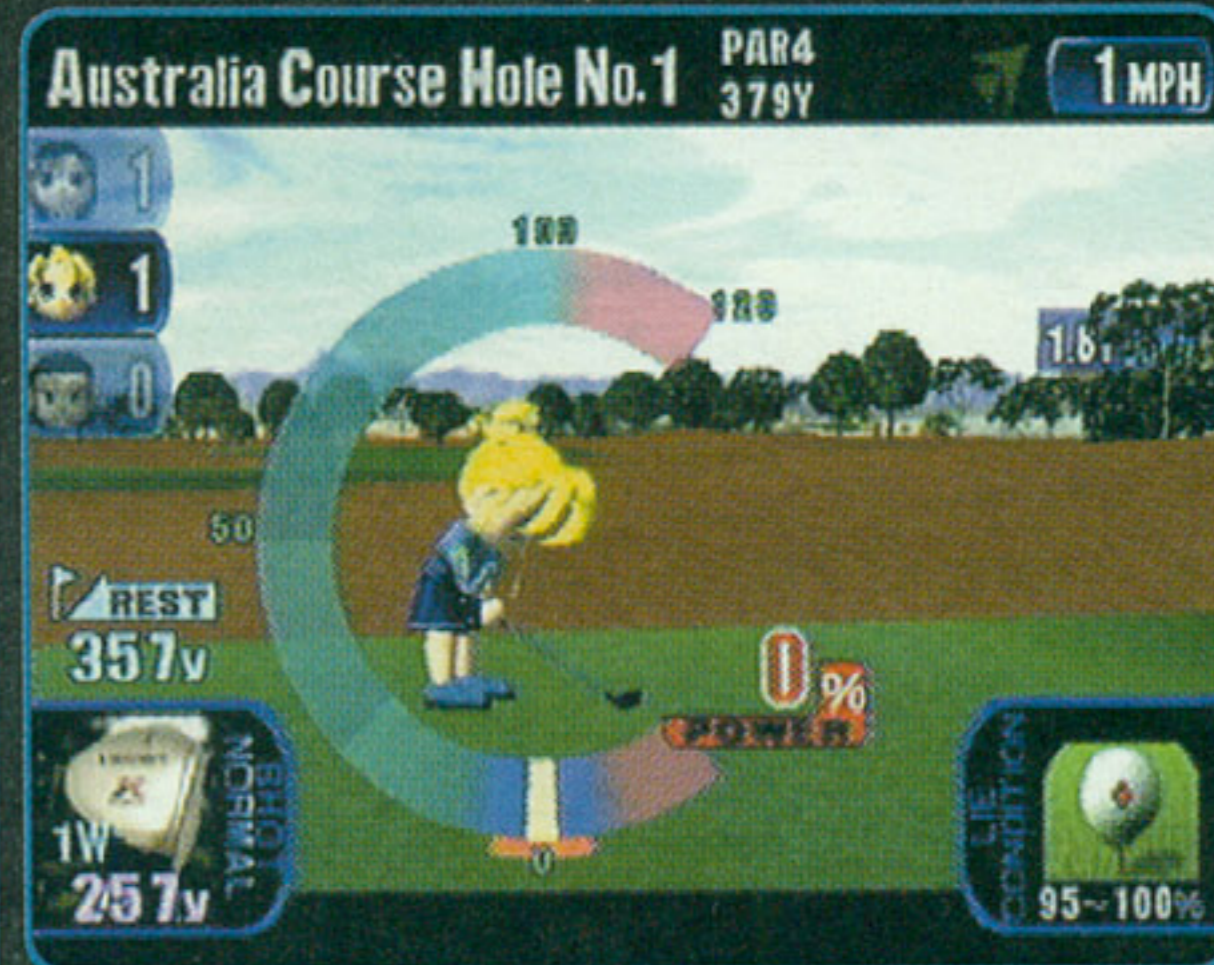 Australia Course Hole No.1
PAR4
379Y
1 MPH
1
1
0
100
120
50
REST
357y
0%
POWER
NORMAL
1W
257y
0
LIE
CONDITION
95~100%